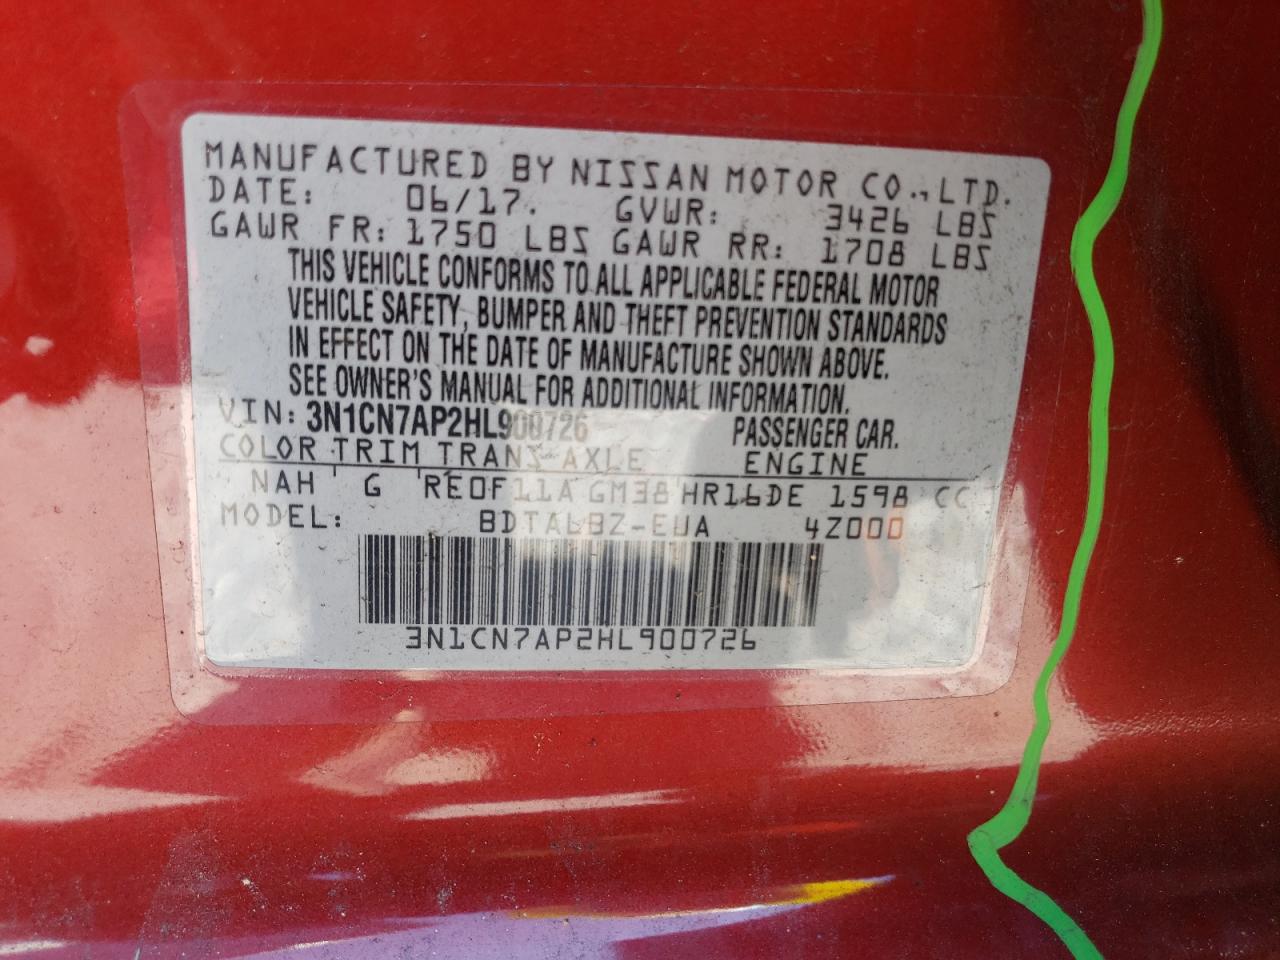 MANUFACTURED BY NISSAN MOTOR CO.,LTD.
DATE: 06/17. GVWR: 3426 LBS
GAWR FR: 1750 LBS GAWR RR: 1708 LBS
THIS VEHICLE CONFORMS TO ALL APPLICABLE FEDERAL MOTOR
VEHICLE SAFETY, BUMPER AND THEFT PREVENTION STANDARDS
IN EFFECT ON THE DATE OF MANUFACTURE SHOWN ABOVE.
SEE OWNER'S MANUAL FOR ADDITIONAL INFORMATION.
VIN: 3N1CN7AP2HL900726 PASSENGER CAR.
COLOR TRIM TRANS AXLE ENGINE
NAH G RE0F11A GM38 HR16DE 1598 CC
MODEL: BDTALBZ-EUA 4Z000
3N1CN7AP2HL900726